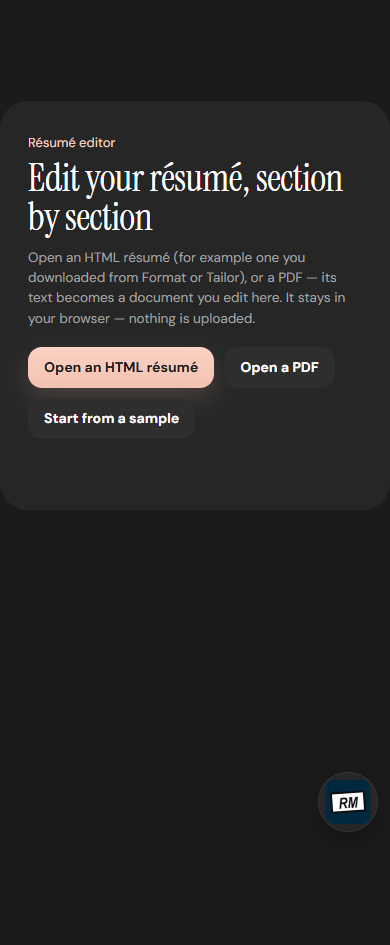 Résumé editor
Edit your résumé, section
by section
Open an HTML résumé (for example one you
downloaded from Format or Tailor), or a PDF — its
text becomes a document you edit here. It stays in
your browser — nothing is uploaded.
Open an HTML résumé
Open a PDF
Start from a sample
RM